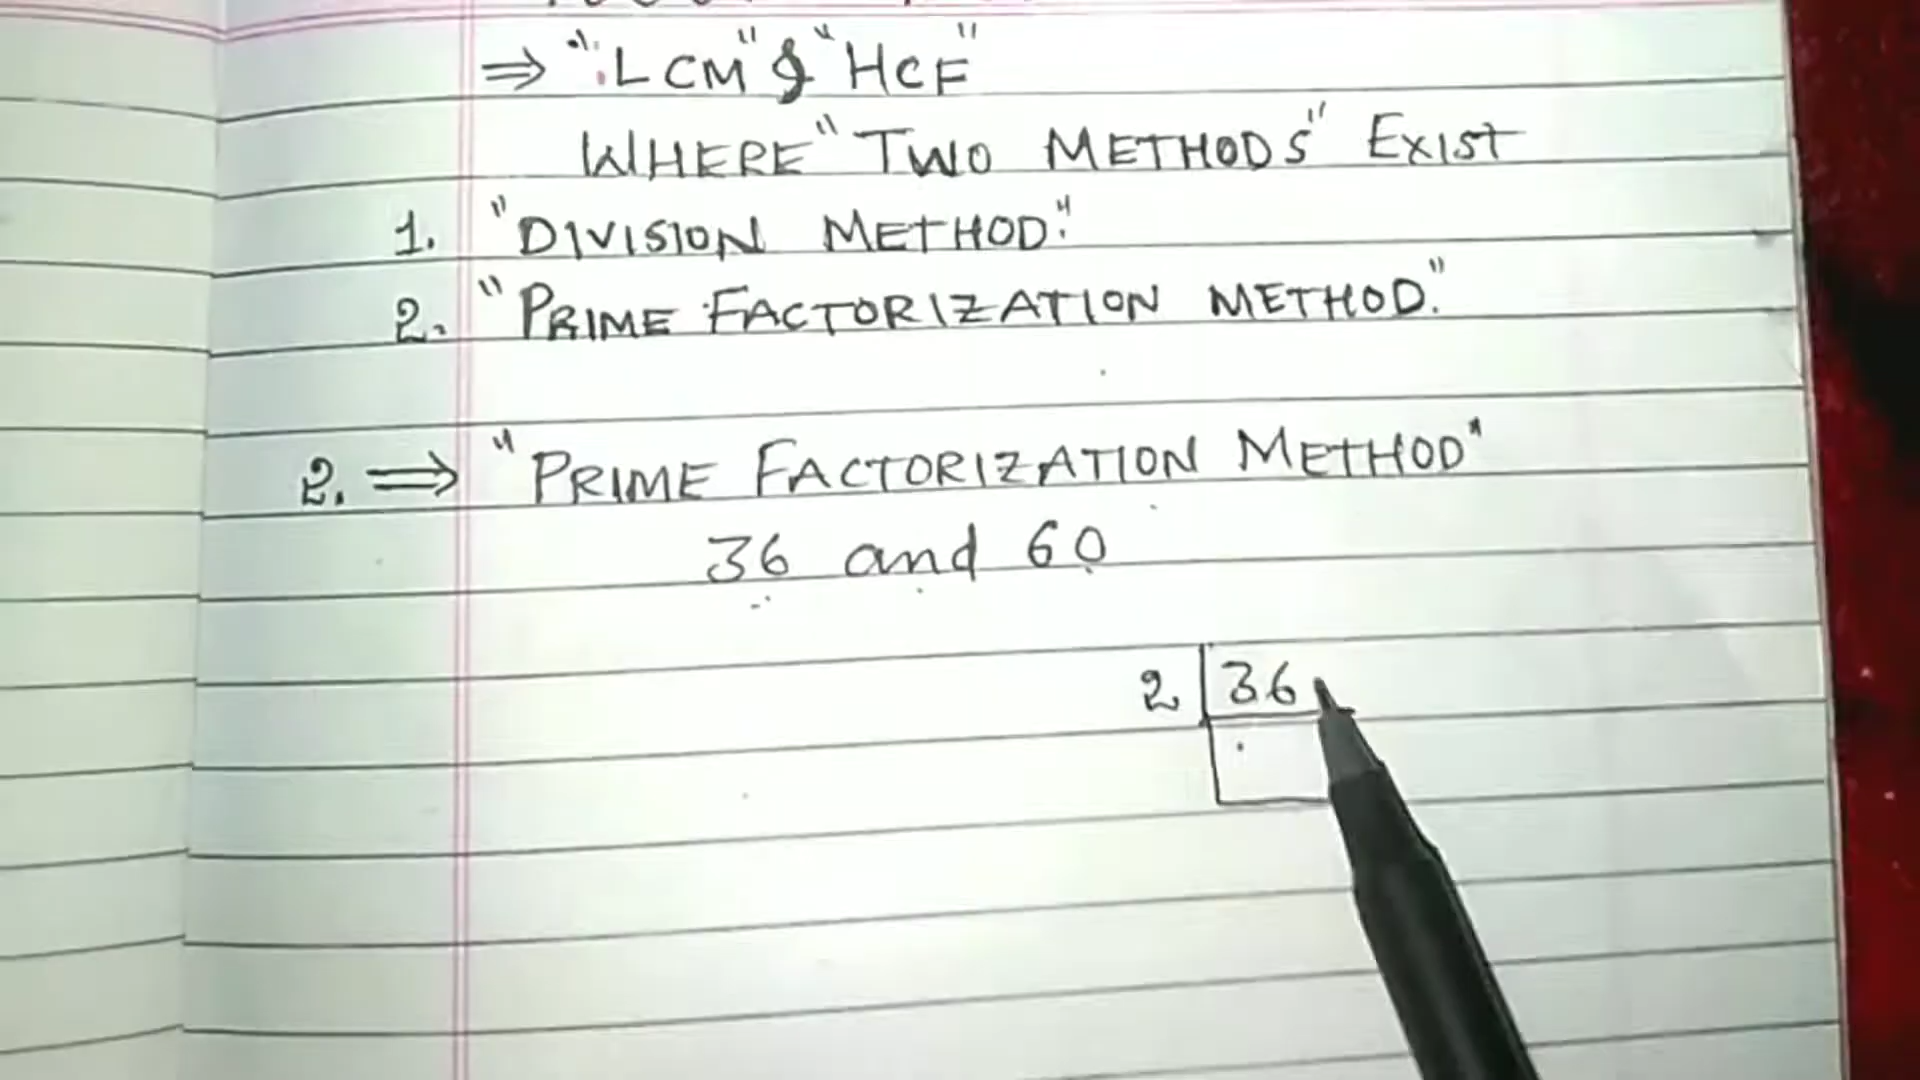 ⇒ "LCM" & "HCF"
WHERE "TWO METHODS" EXIST
1. "DIVISION METHOD."
2. "PRIME FACTORIZATION METHOD."
2. ⇒ "PRIME FACTORIZATION METHOD"
36 and 60
2 | 36